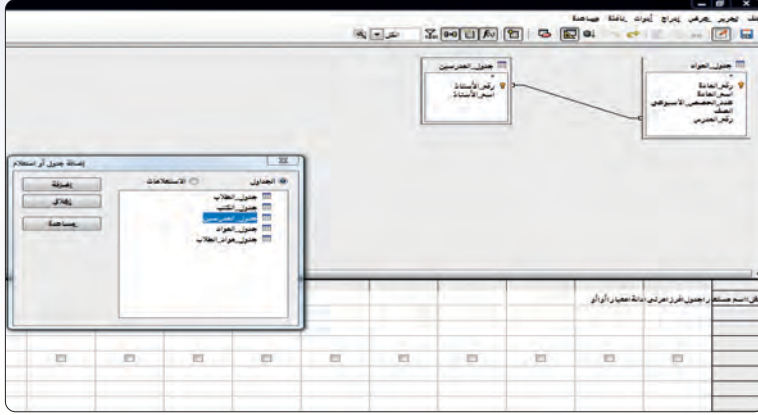 ملف تحرير عرض إدراج أدوات نافذة مساعدة
الكل
جدول_المواد
*
رقم_المادة
اسم_المادة
عدد_الحصص_الأسبوعي
الصف
رقم_المدرس
جدول_المدرسين
*
رقم_الأستاذ
اسم_الأستاذ
إضافة جدول أو استعلام
الجداول
الاستعلامات
جدول_الطلاب
جدول_الكتب
جدول_المدرسين
جدول_المواد
جدول_مواد_الطلاب
إضافة
إغلاق
مساعدة